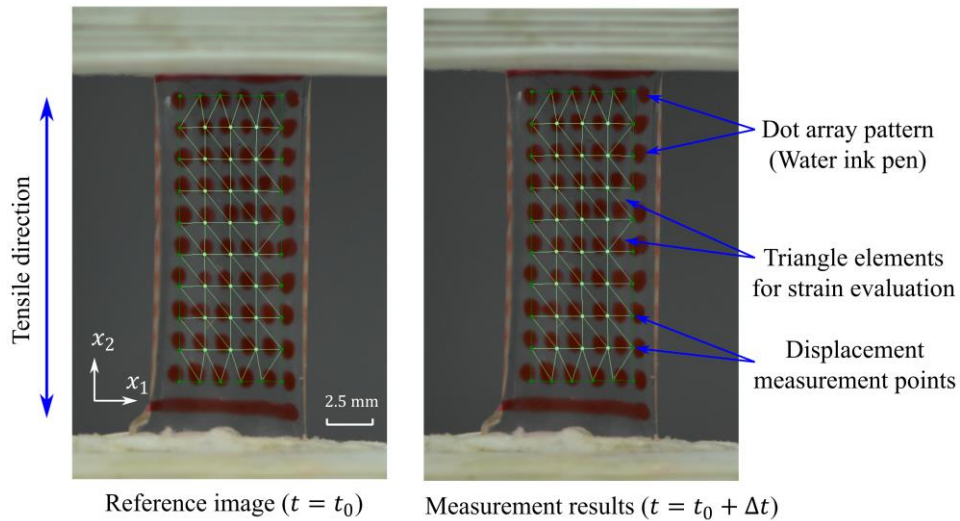 Tensile direction
x₂
x₁
2.5 mm
Reference image (t = t₀)
Measurement results (t = t₀ + Δt)
Dot array pattern
(Water ink pen)
Triangle elements
for strain evaluation
Displacement
measurement points